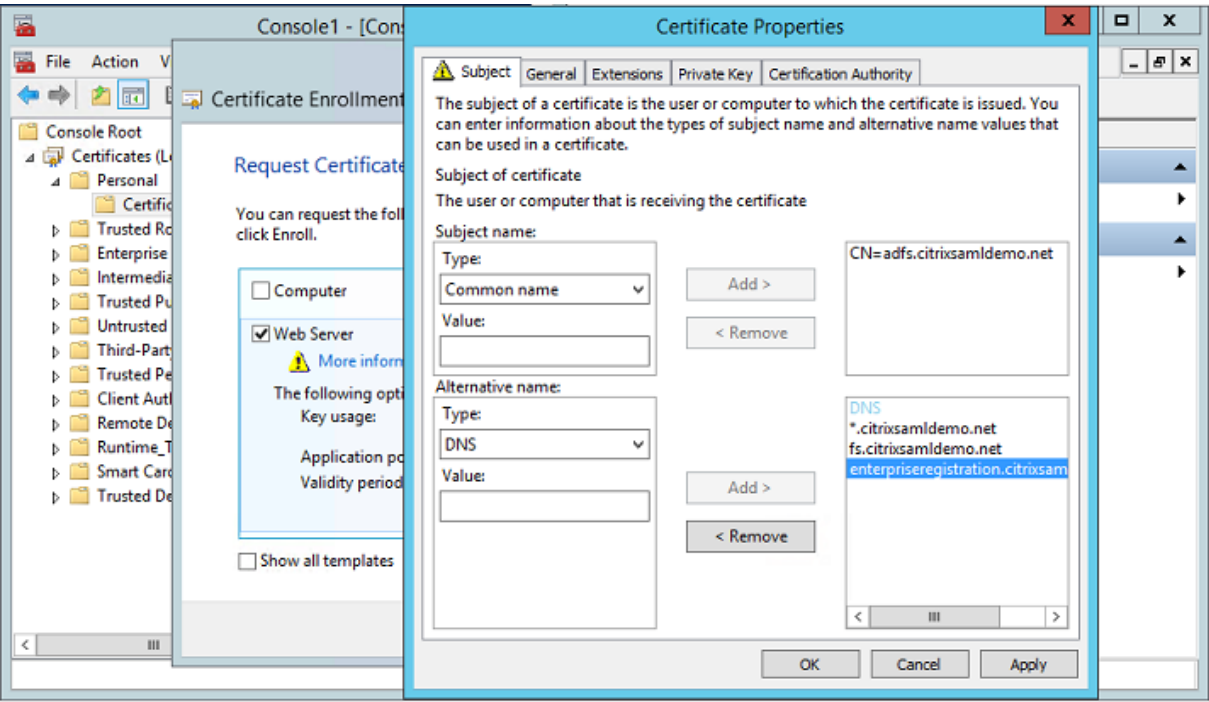 Console1 - [Con
File Action V
Console Root
Certificates (L
Personal
Certific
Trusted Ro
Enterprise
Intermedia
Trusted Pu
Untrusted
Third-Part
Trusted Pe
Client Aut
Remote De
Runtime_T
Smart Card
Trusted De
Certificate Enrollment
Request Certificate
You can request the foll
click Enroll.
Computer
Web Server
More inform
The following opti
Key usage:
Application po
Validity period
Show all templates
Certificate Properties
Subject General Extensions Private Key Certification Authority
The subject of a certificate is the user or computer to which the certificate is issued. You
can enter information about the types of subject name and alternative name values that
can be used in a certificate.
Subject of certificate
The user or computer that is receiving the certificate
Subject name:
Type:
Common name
Value:
Add >
< Remove
CN=adfs.citrixsamldemo.net
Alternative name:
Type:
DNS
Value:
Add >
< Remove
DNS
*.citrixsamldemo.net
fs.citrixsamldemo.net
enterpriseregistration.citrixsam
OK Cancel Apply